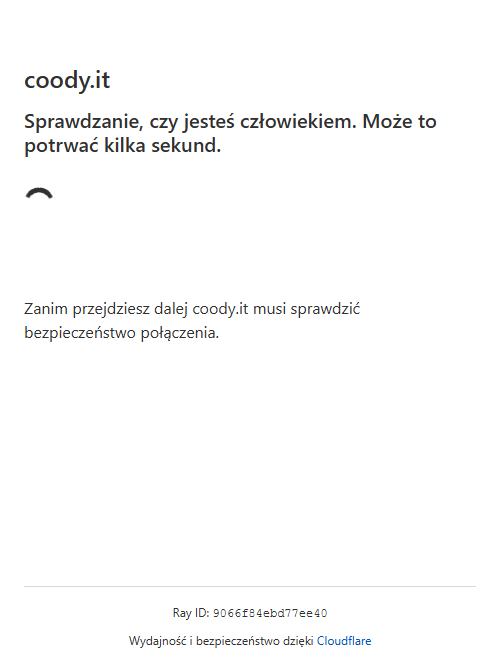 coody.it
Sprawdzanie, czy jesteś człowiekiem. Może to
potrwać kilka sekund.
Zanim przejdziesz dalej coody.it musi sprawdzić
bezpieczeństwo połączenia.
Ray ID: 9066f84ebd77ee40
Wydajność i bezpieczeństwo dzięki Cloudflare